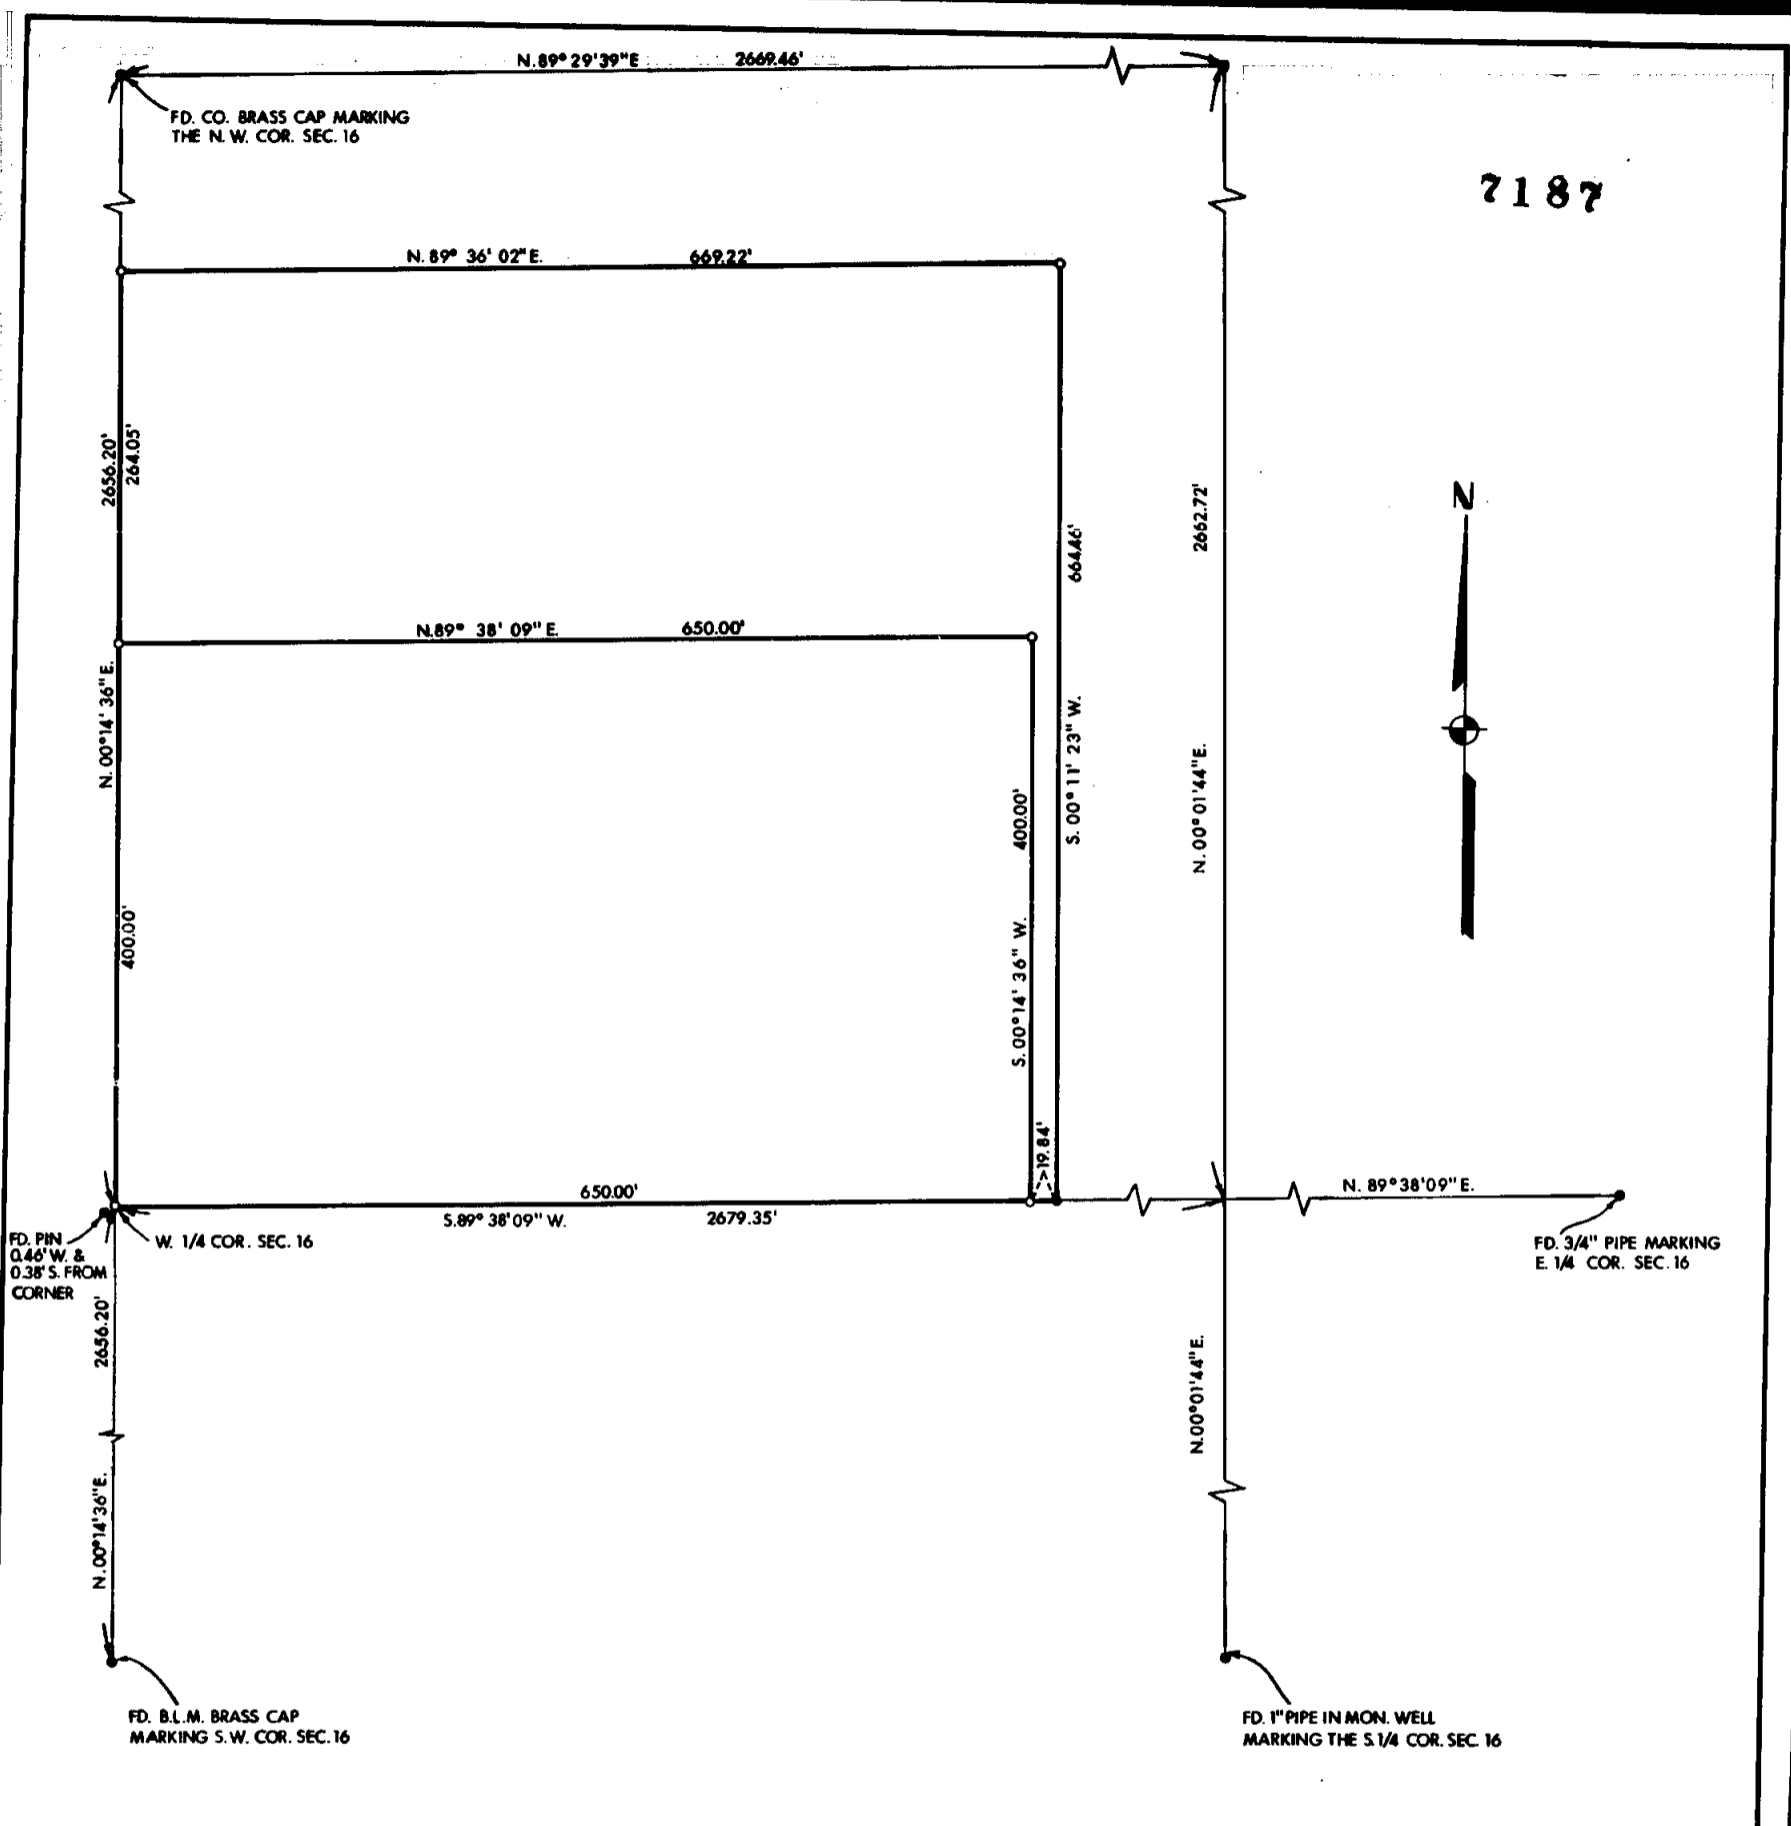 N. 89° 29' 39" E 2669.46'
FD. CO. BRASS CAP MARKING
THE N. W. COR. SEC. 16
7187
N. 89° 36' 02" E. 669.22'
2656.20'
264.05'
664.46'
2662.72'
N
N. 89° 38' 09" E. 650.00'
N. 00° 14' 36" E.
S. 00° 11' 23" W.
N. 00° 01' 44" E.
400.00'
400.00'
S. 00° 14' 36" W.
19.84'
650.00'
S. 89° 38' 09" W. 2679.35'
N. 89° 38' 09" E.
FD. PIN
0.46' W. &
0.38' S. FROM
CORNER
W. 1/4 COR. SEC. 16
FD. 3/4" PIPE MARKING
E. 1/4 COR. SEC. 16
2656.20'
N. 00° 14' 36" E.
N. 00° 01' 44" E.
FD. B.L.M. BRASS CAP
MARKING S. W. COR. SEC. 16
FD. 1" PIPE IN MON. WELL
MARKING THE S. 1/4 COR. SEC. 16